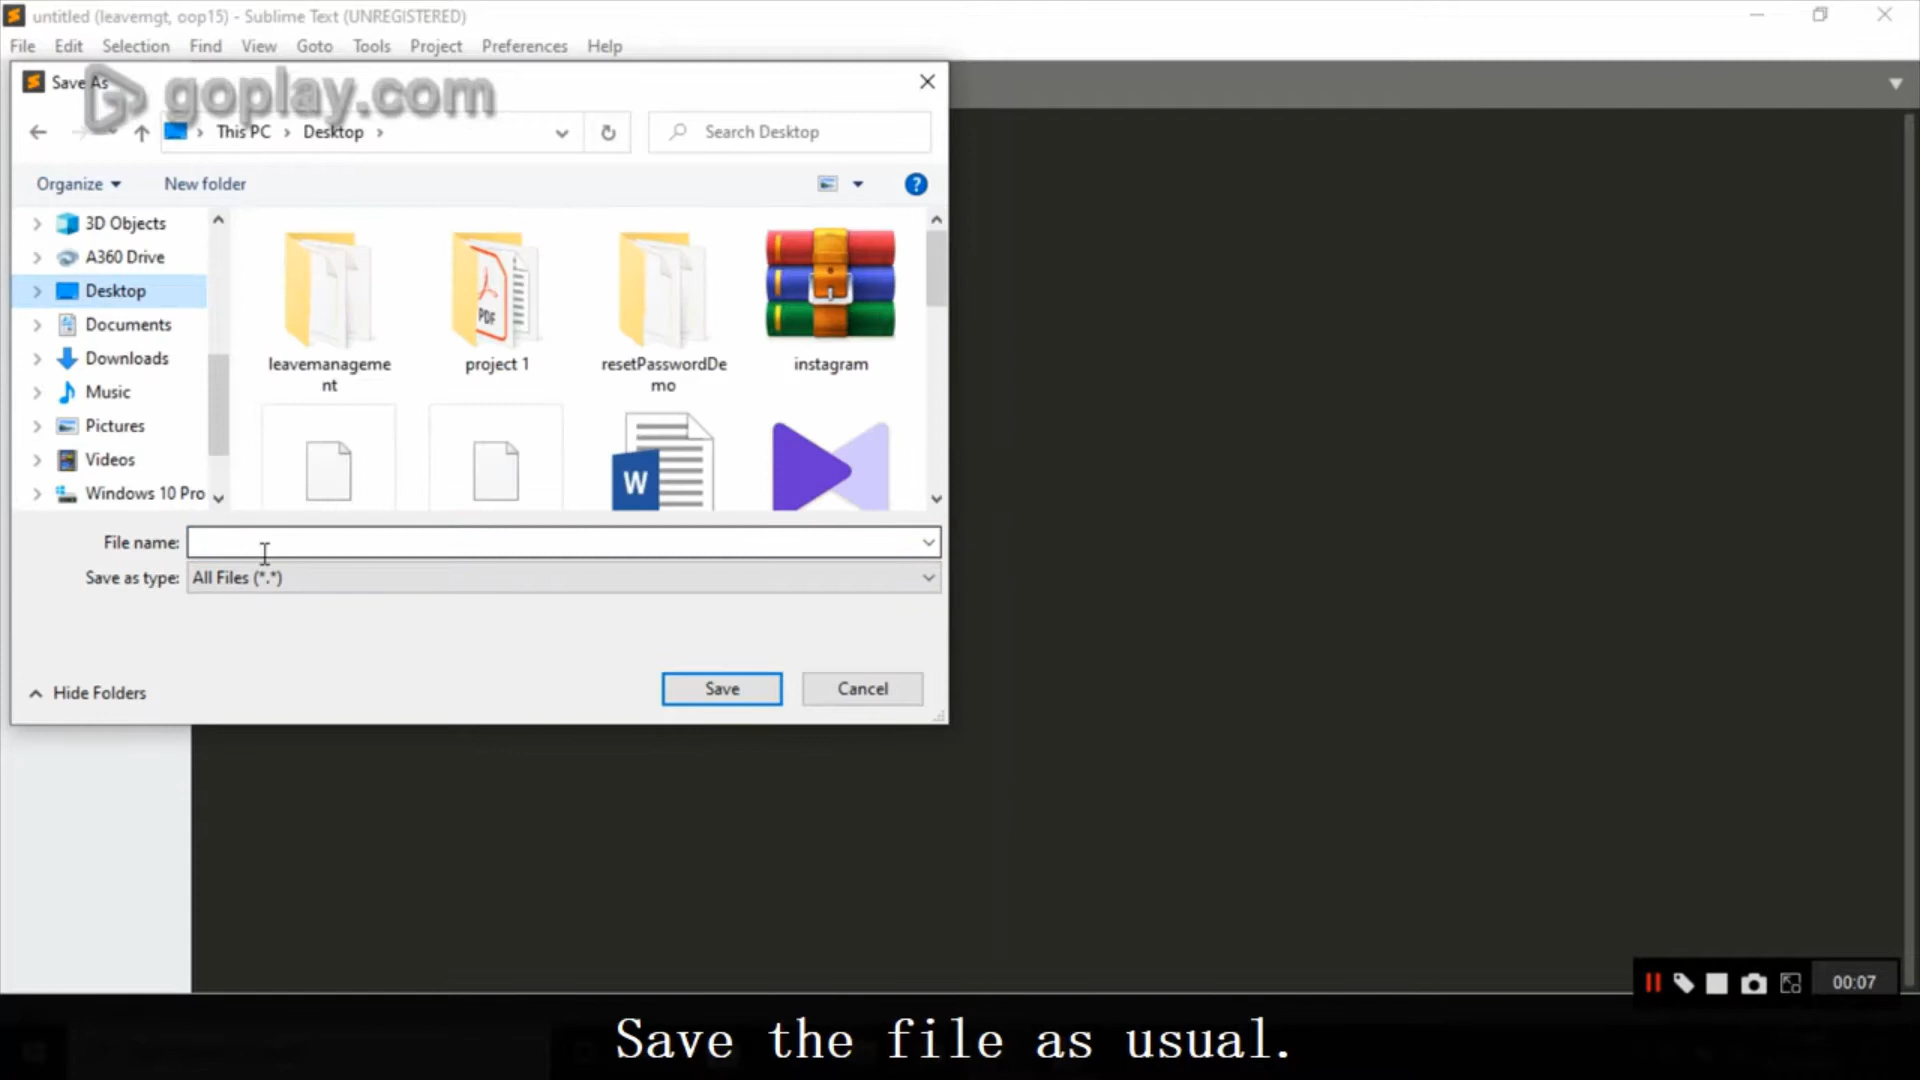 untitled (leavemgt, oop15) - Sublime Text (UNREGISTERED)
File Edit Selection Find View Goto Tools Project Preferences Help
Save As
goplay.com
This PC > Desktop >
Search Desktop
Organize
New folder
?
3D Objects
A360 Drive
Desktop
Documents
Downloads
Music
Pictures
Videos
Windows 10 Pro
leavemanageme
nt
project 1
resetPasswordDe
mo
instagram
PDF
W
File name:
Save as type: All Files (*.*)
Hide Folders
Save
Cancel
00:07
Save the file as usual.